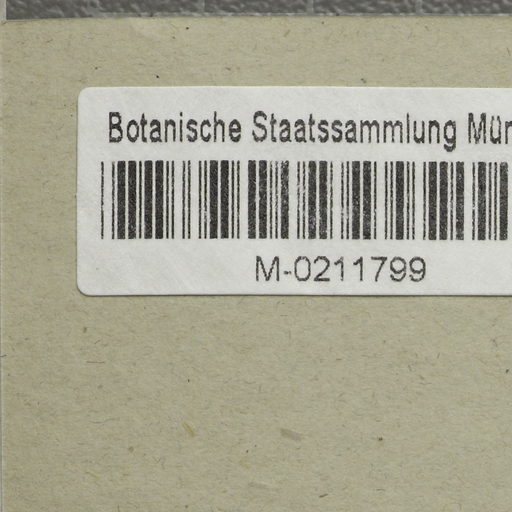 Botanische Staatssammlung Mün
M-0211799